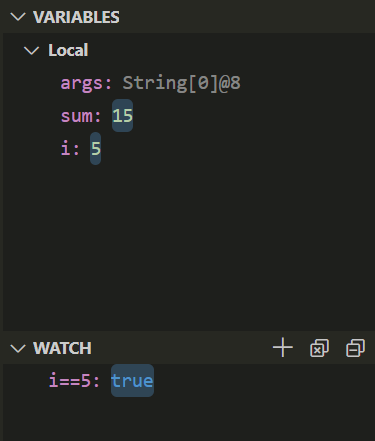 VARIABLES
Local
args: String[0]@8
sum: 15
i: 5
WATCH
i==5: true